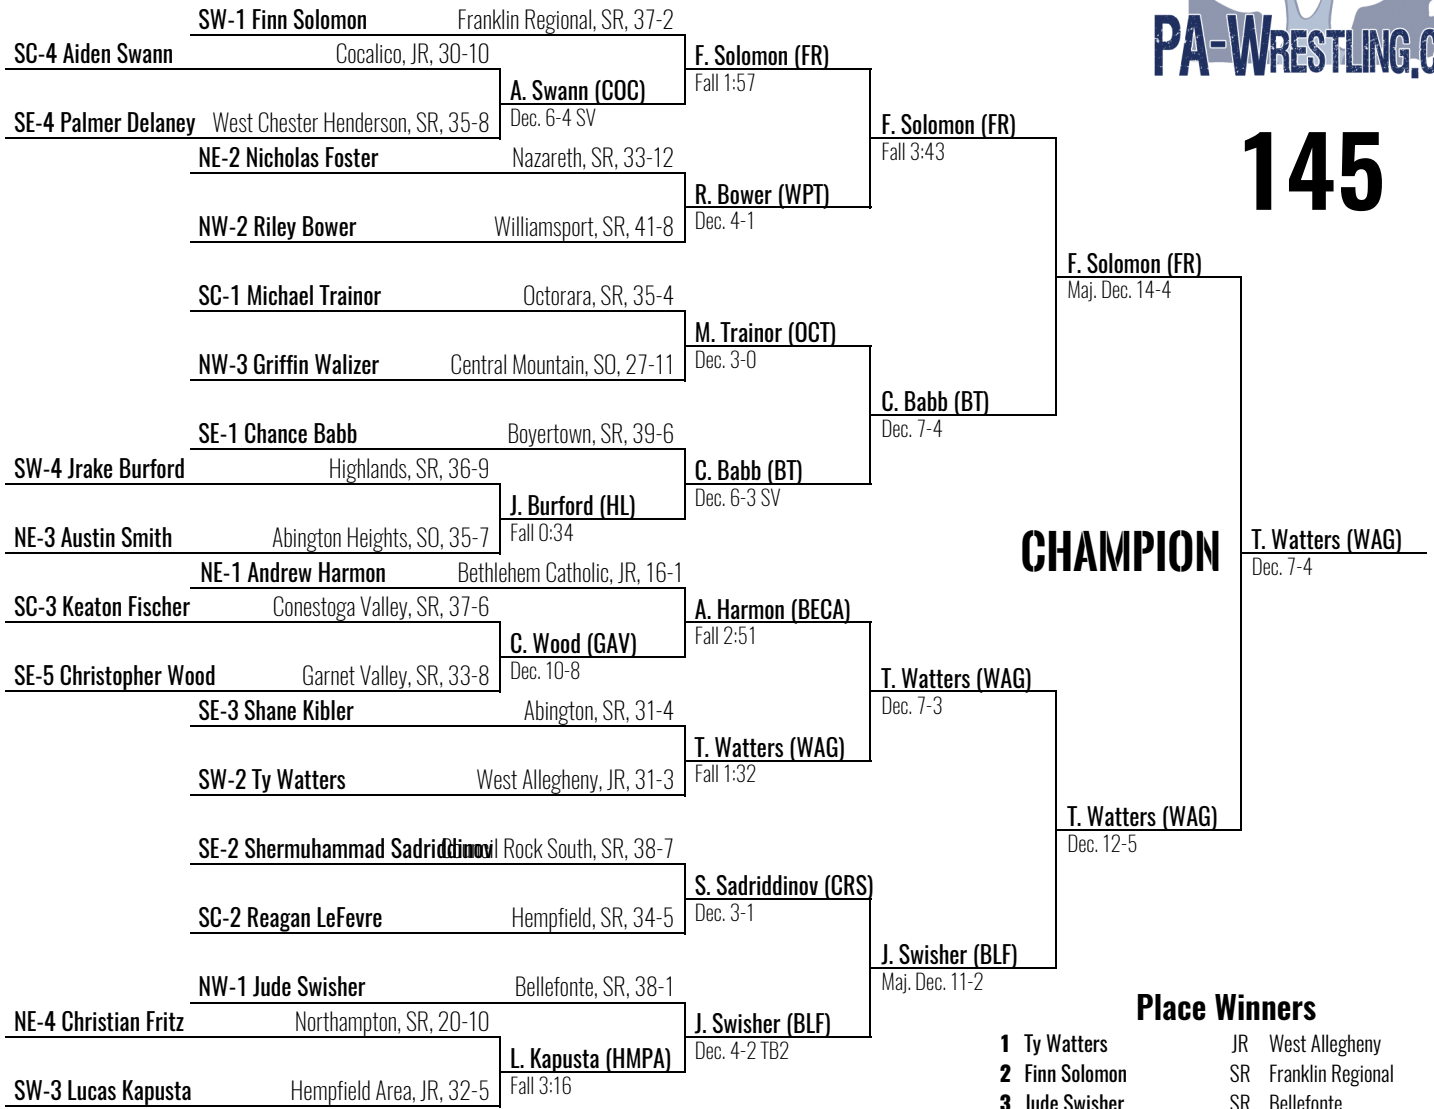 SW-1 Finn Solomon Franklin Regional, SR, 37-2
SC-4 Aiden Swann Cocalico, JR, 30-10
F. Solomon (FR)
Fall 1:57
A. Swann (COC)
Dec. 6-4 SV
SE-4 Palmer Delaney West Chester Henderson, SR, 35-8
F. Solomon (FR)
Fall 3:43
NE-2 Nicholas Foster Nazareth, SR, 33-12
R. Bower (WPT)
Dec. 4-1
NW-2 Riley Bower Williamsport, SR, 41-8
PA-WRESTLING.C
145
F. Solomon (FR)
Maj. Dec. 14-4
SC-1 Michael Trainor Octorara, SR, 35-4
M. Trainor (OCT)
Dec. 3-0
NW-3 Griffin Walizer Central Mountain, SO, 27-11
C. Babb (BT)
Dec. 7-4
SE-1 Chance Babb Boyertown, SR, 39-6
SW-4 Jrake Burford Highlands, SR, 36-9
C. Babb (BT)
Dec. 6-3 SV
J. Burford (HL)
Fall 0:34
NE-3 Austin Smith Abington Heights, SO, 35-7
CHAMPION
T. Watters (WAG)
Dec. 7-4
NE-1 Andrew Harmon Bethlehem Catholic, JR, 16-1
SC-3 Keaton Fischer Conestoga Valley, SR, 37-6
A. Harmon (BECA)
Fall 2:51
C. Wood (GAV)
Dec. 10-8
SE-5 Christopher Wood Garnet Valley, SR, 33-8
T. Watters (WAG)
Dec. 7-3
SE-3 Shane Kibler Abington, SR, 31-4
T. Watters (WAG)
Fall 1:32
SW-2 Ty Watters West Allegheny, JR, 31-3
T. Watters (WAG)
Dec. 12-5
SE-2 Shermuhammad Sadriddinov Rock South, SR, 38-7
S. Sadriddinov (CRS)
Dec. 3-1
SC-2 Reagan LeFevre Hempfield, SR, 34-5
J. Swisher (BLF)
Maj. Dec. 11-2
NW-1 Jude Swisher Bellefonte, SR, 38-1
NE-4 Christian Fritz Northampton, SR, 20-10
J. Swisher (BLF)
Dec. 4-2 TB2
L. Kapusta (HMPA)
Fall 3:16
SW-3 Lucas Kapusta Hempfield Area, JR, 32-5
Place Winners
1 Ty Watters JR West Allegheny
2 Finn Solomon SR Franklin Regional
3 Jude Swisher SR Bellefonte